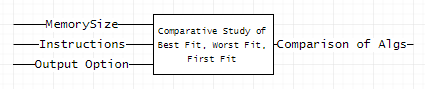 MemorySize
Instructions
Output Option
Comparative Study of
Best Fit, Worst Fit,
First Fit
Comparison of Algs